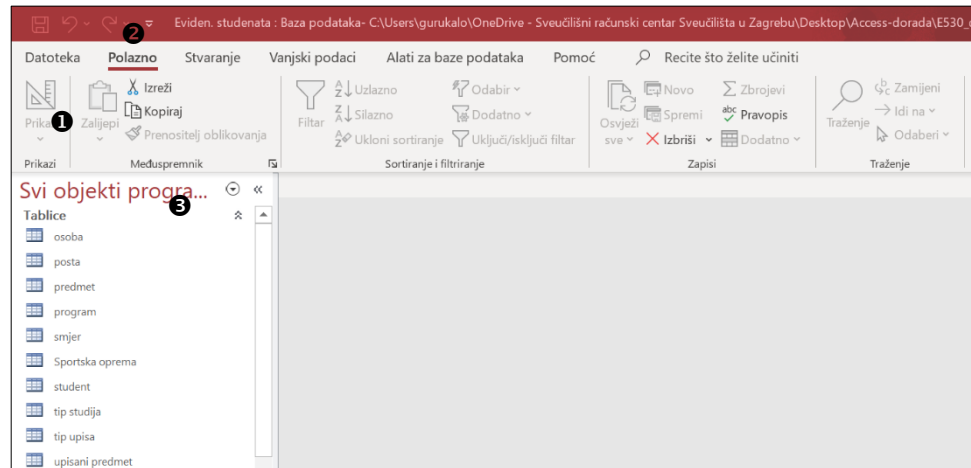 Eviden. studenata : Baza podataka- C:\Users\gurukalo\OneDrive - Sveučilišni računski centar Sveučilišta u Zagrebu\Desktop\Access-dorada\E530_
❷
Datoteka Polazno Stvaranje Vanjski podaci Alati za baze podataka Pomoć Recite što želite učiniti
Izreži Uzlazno Odabir Novo Zbrojevi Zamijeni
Kopiraj Silazno Dodatno Spremi Pravopis Idi na
❶ Zalijepi Filtar Osvježi Traženje
Prenositelj oblikovanja Ukloni sortiranje Uključi/isključi filtar sve Izbriši Dodatno Odaberi
Prikazi Međuspremnik Sortiranje i filtriranje Zapisi Traženje
Svi objekti progra...
❸
Tablice
osoba
posta
predmet
program
smjer
Sportska oprema
student
tip studija
tip upisa
upisani predmet